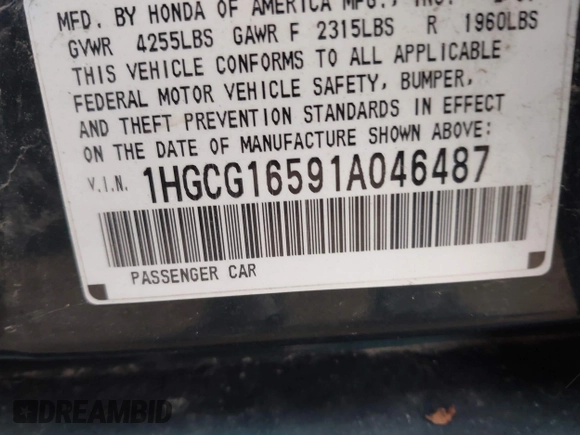 MFD. BY HONDA OF AMERICA MFG., INC.
GVWR 4255LBS GAWR F 2315LBS R 1960LBS
THIS VEHICLE CONFORMS TO ALL APPLICABLE
FEDERAL MOTOR VEHICLE SAFETY, BUMPER,
AND THEFT PREVENTION STANDARDS IN EFFECT
ON THE DATE OF MANUFACTURE SHOWN ABOVE:
V.I.N. 1HGCG16591A046487
PASSENGER CAR
DREAMBID